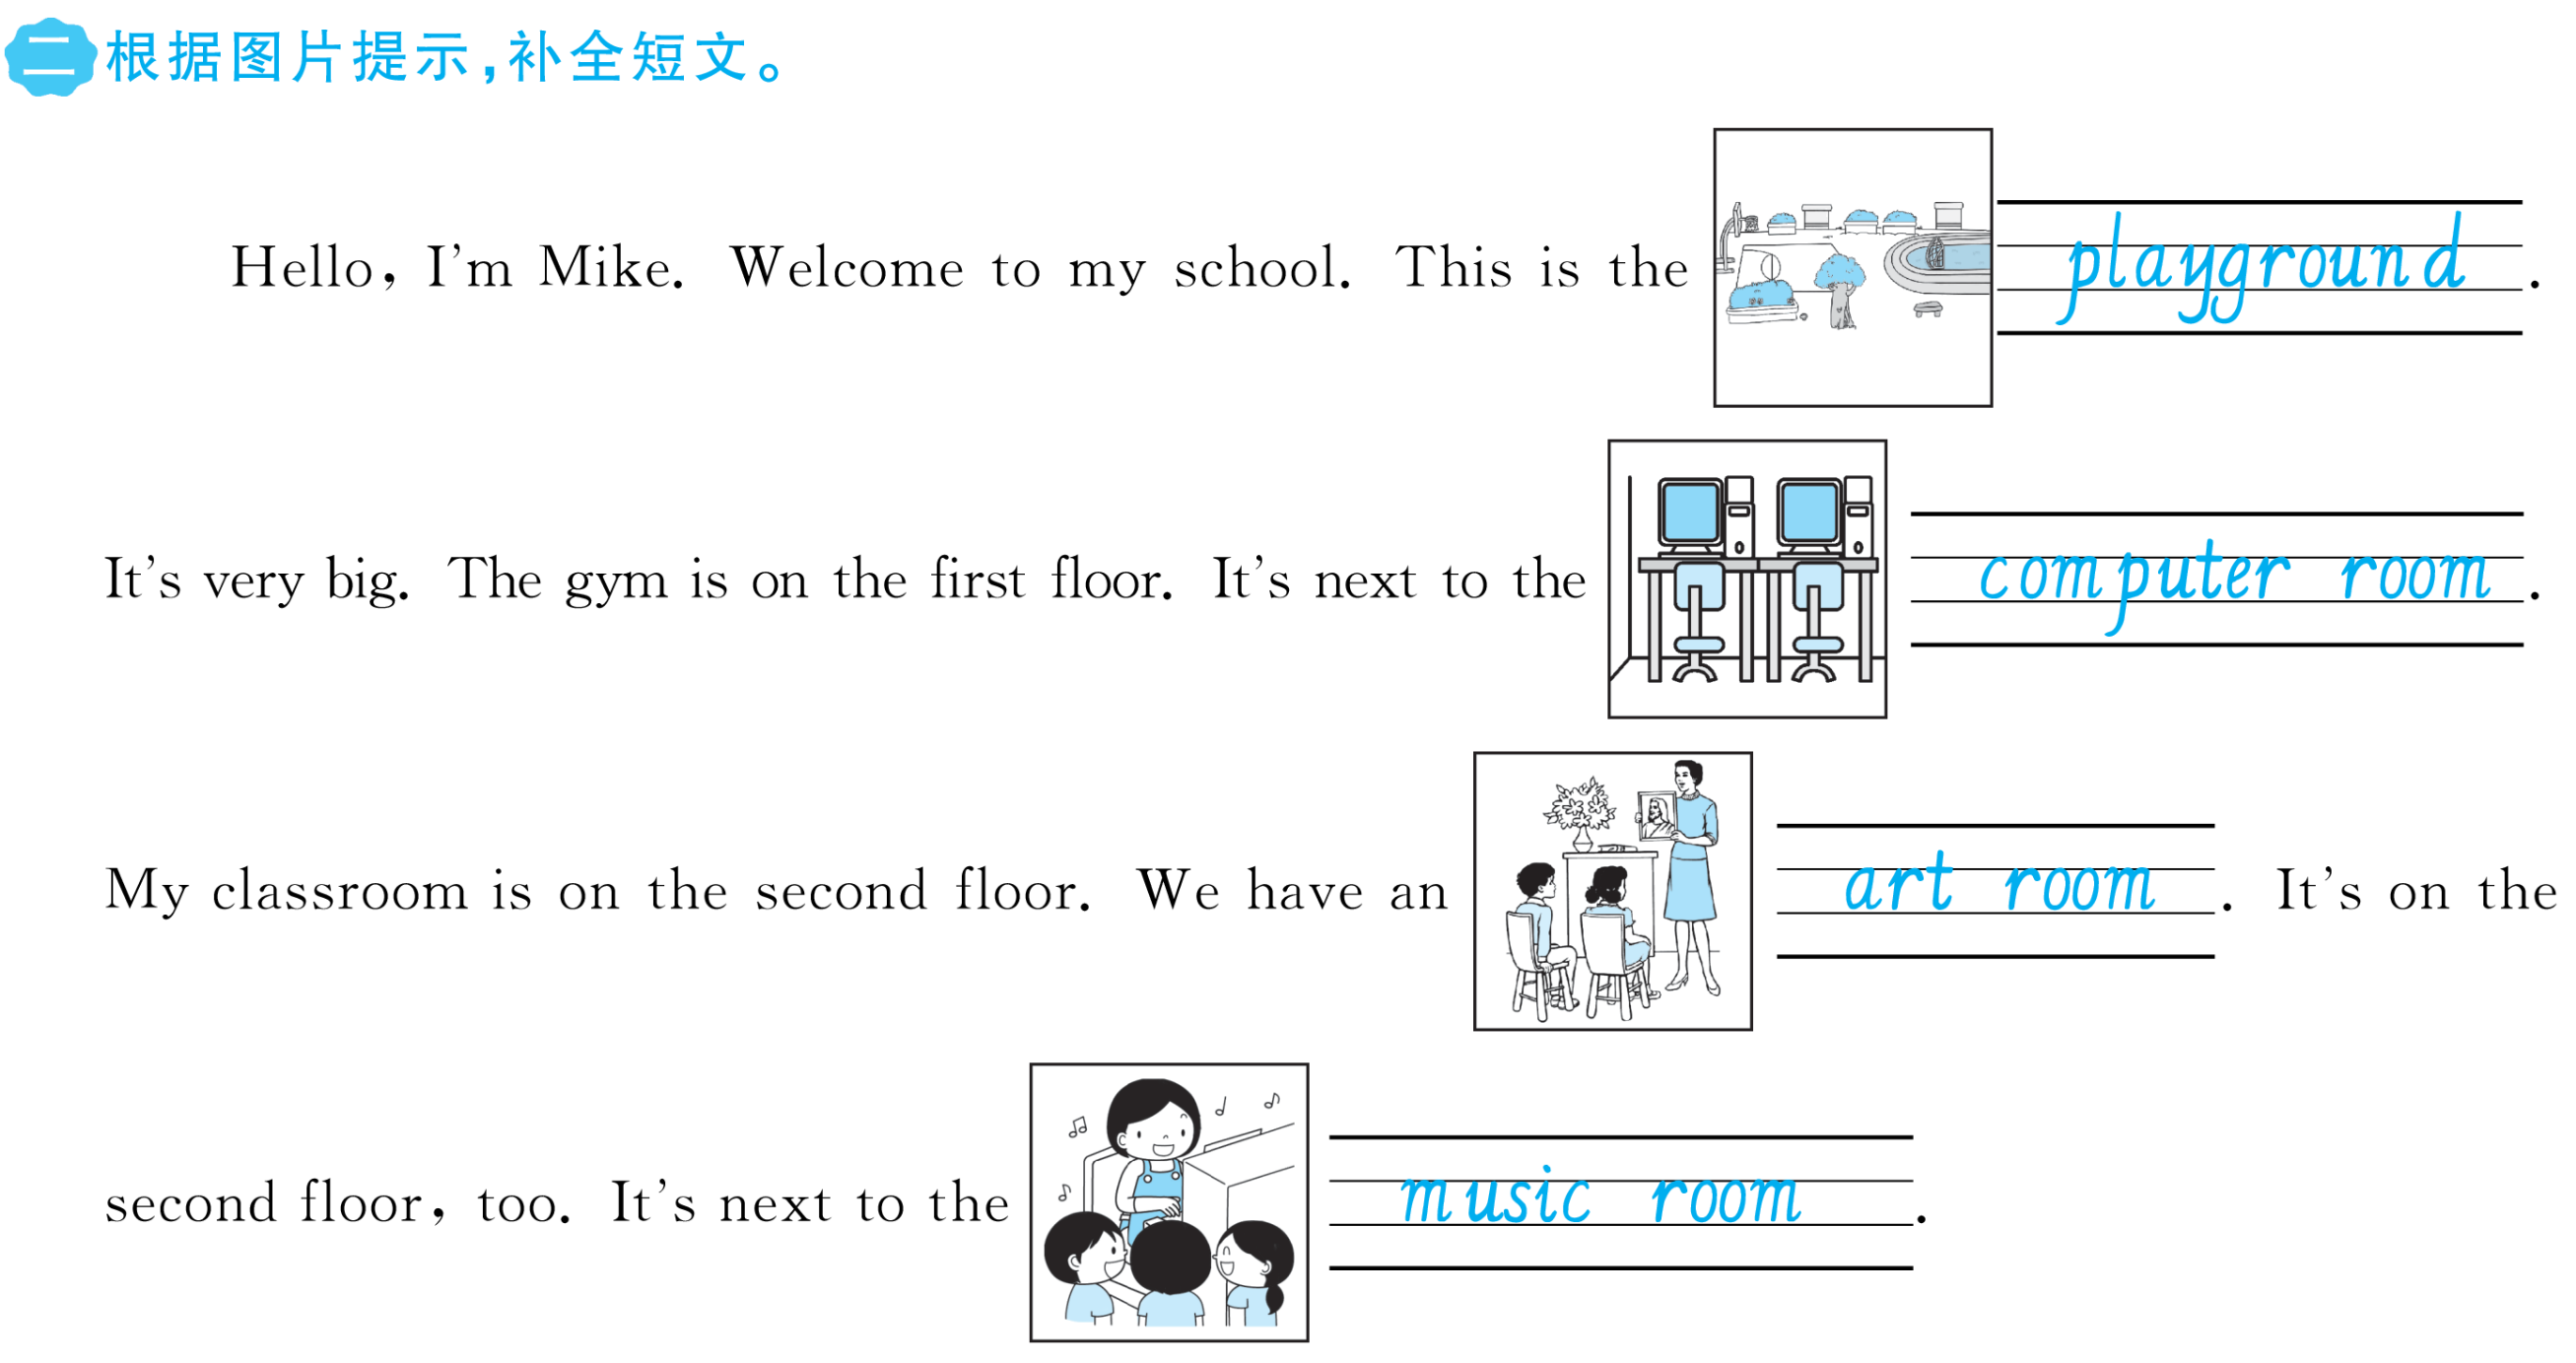 二 根据图片提示,补全短文。
Hello, I'm Mike. Welcome to my school. This is the playground.
It's very big. The gym is on the first floor. It's next to the computer room.
My classroom is on the second floor. We have an art room. It's on the
second floor, too. It's next to the music room.